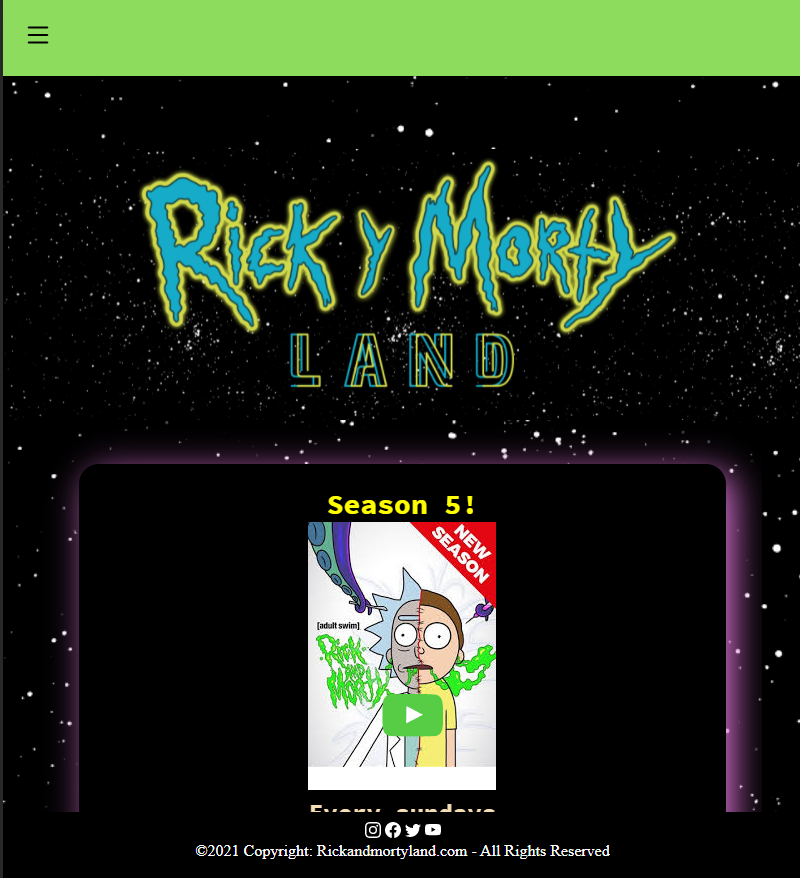 Rick y Morty
LAND
Season 5!
NEW
SEASON
[adult swim]
RICK
AND
MORTY
Every sundays
©2021 Copyright: Rickandmortyland.com - All Rights Reserved